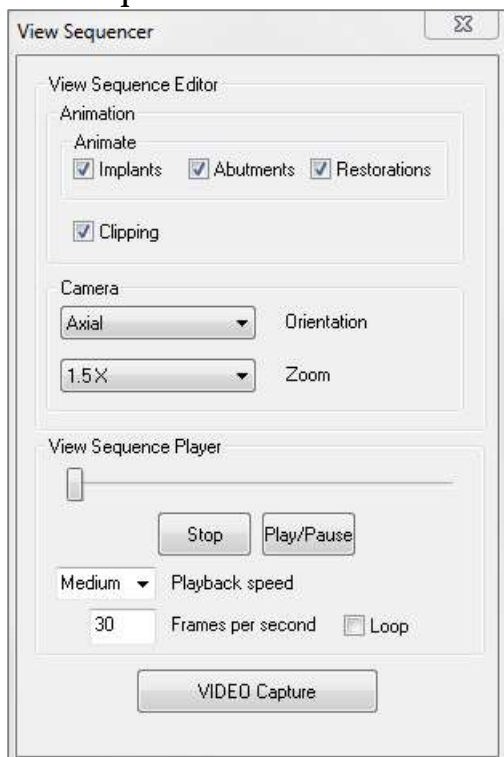 View Sequencer
View Sequence Editor
Animation
Animate
Implants Abutments Restorations
Clipping
Camera
Axial Orientation
1.5X Zoom
View Sequence Player
Stop Play/Pause
Medium Playback speed
30 Frames per second Loop
VIDEO Capture